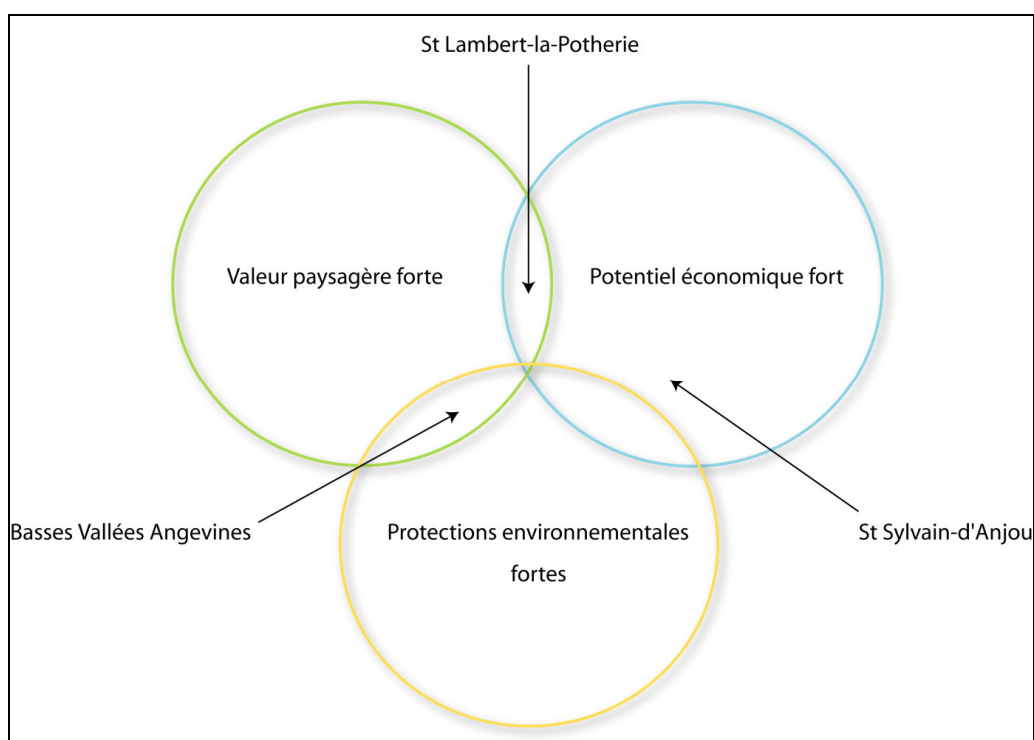 St Lambert-la-Potherie
Valeur paysagère forte
Potentiel économique fort
Basses Vallées Angevines
Protections environnementales
fortes
St Sylvain-d'Anjou